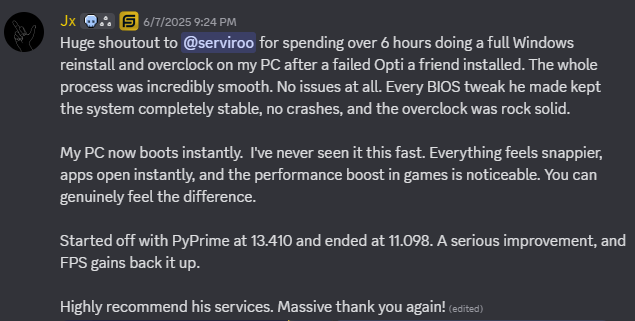 Jx 6/7/2025 9:24 PM
Huge shoutout to @serviroo for spending over 6 hours doing a full Windows
reinstall and overclock on my PC after a failed Opti a friend installed. The whole
process was incredibly smooth. No issues at all. Every BIOS tweak he made kept
the system completely stable, no crashes, and the overclock was rock solid.
My PC now boots instantly.  I've never seen it this fast. Everything feels snappier,
apps open instantly, and the performance boost in games is noticeable. You can
genuinely feel the difference.
Started off with PyPrime at 13.410 and ended at 11.098. A serious improvement, and
FPS gains back it up.
Highly recommend his services. Massive thank you again! (edited)